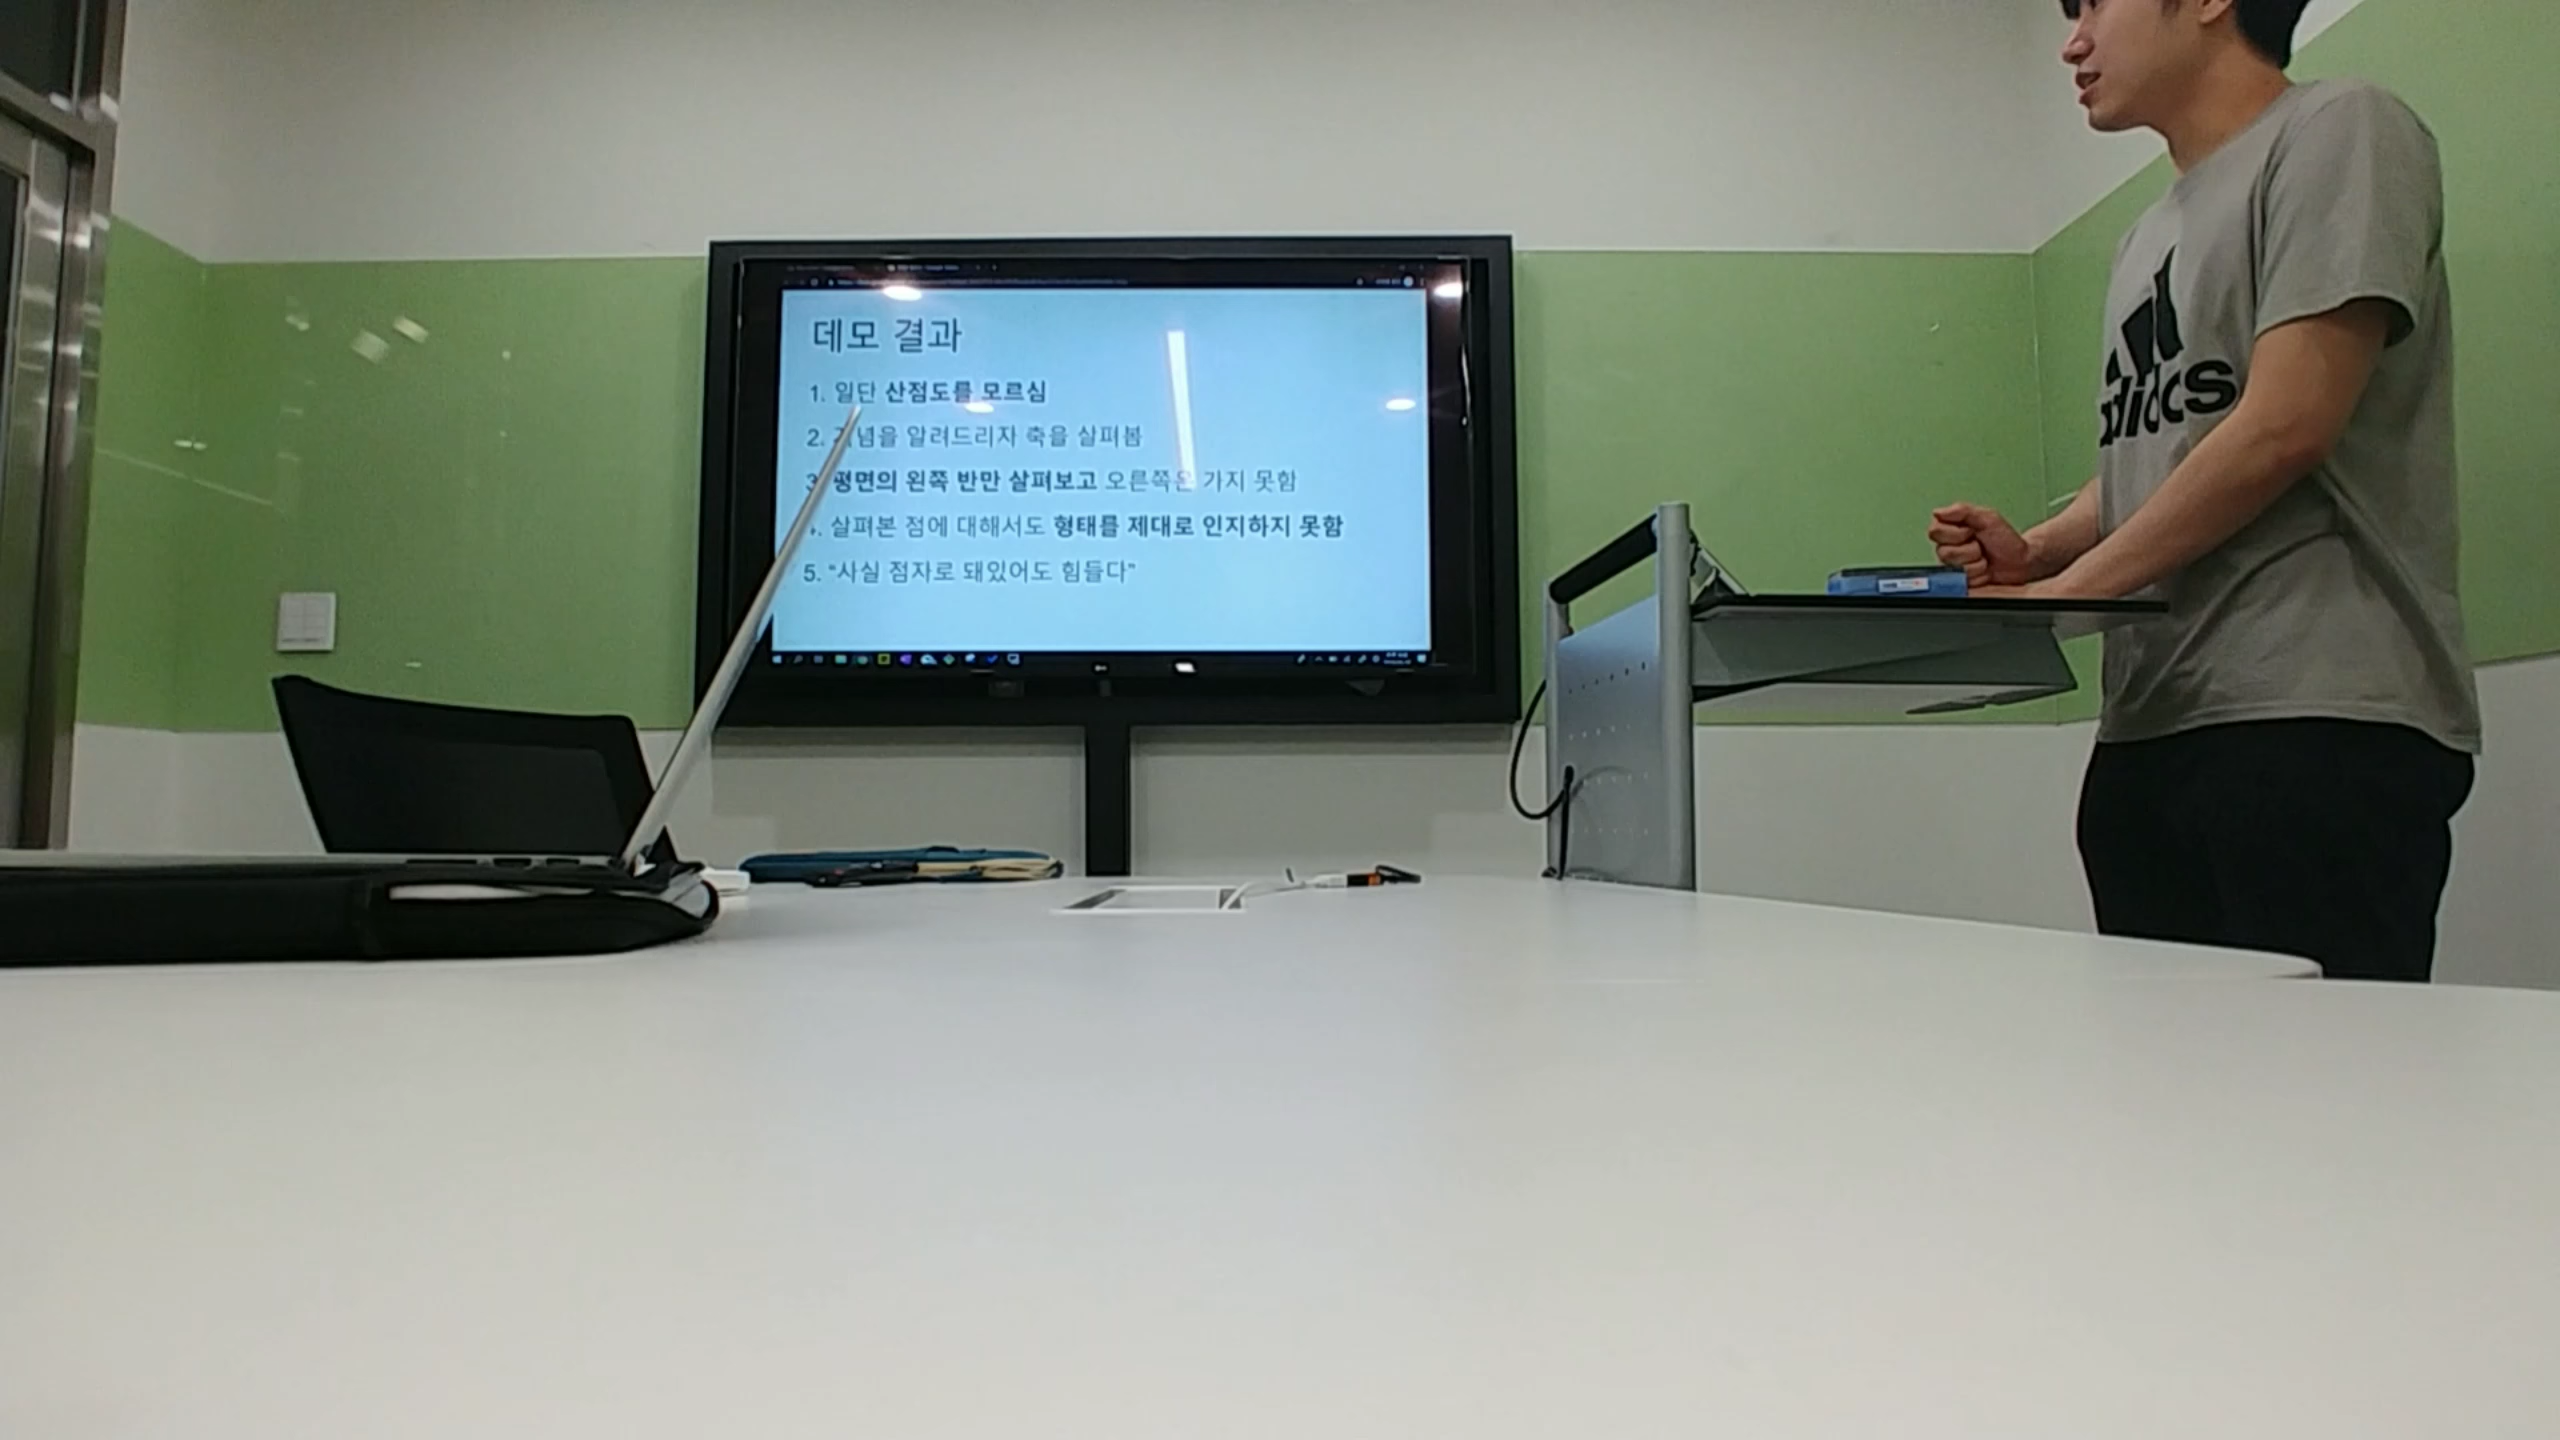 데모 결과
1. 일단 산점도를 모르심
2. 개념을 알려드리자 축을 살펴봄
3. 평면의 왼쪽 반만 살펴보고 오른쪽은 가지 못함
4. 살펴본 점에 대해서도 형태를 제대로 인지하지 못함
5. “사실 점자로 돼있어도 힘들다”
adidas